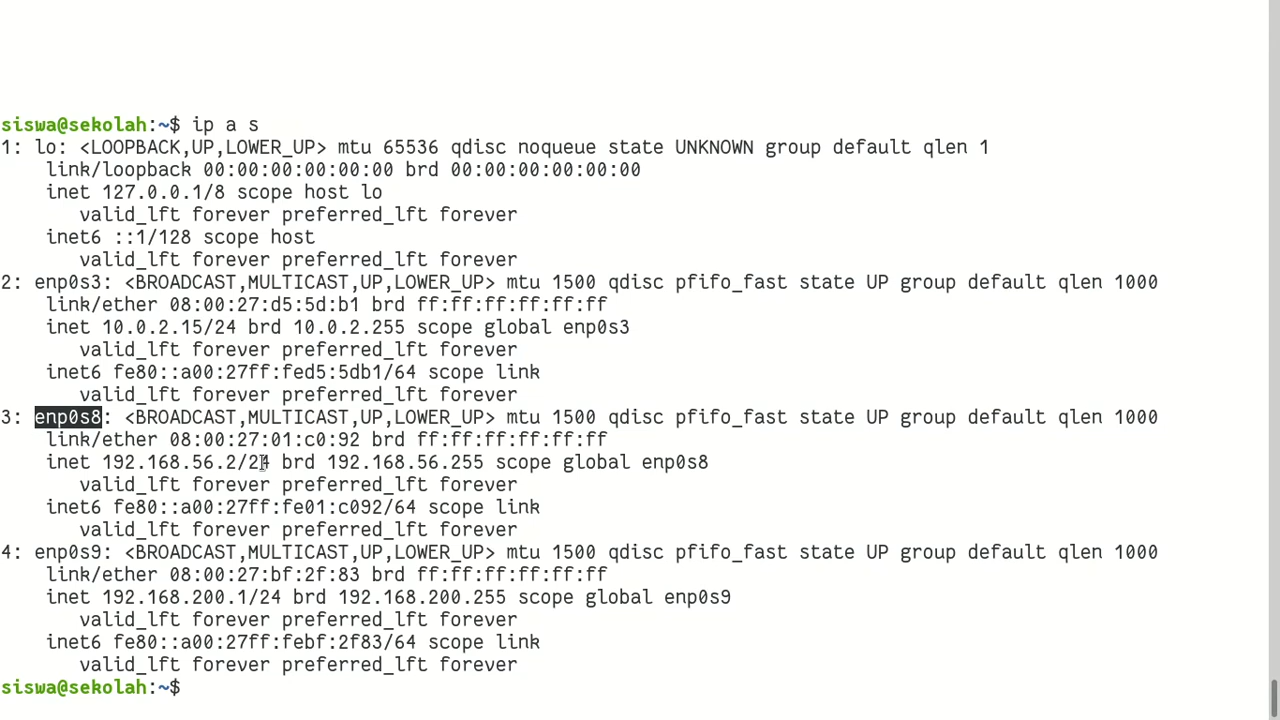 siswa@sekolah:~$ ip a s
1: lo: <LOOPBACK,UP,LOWER_UP> mtu 65536 qdisc noqueue state UNKNOWN group default qlen 1
link/loopback 00:00:00:00:00:00 brd 00:00:00:00:00:00
inet 127.0.0.1/8 scope host lo
valid_lft forever preferred_lft forever
inet6 ::1/128 scope host
valid_lft forever preferred_lft forever
2: enp0s3: <BROADCAST,MULTICAST,UP,LOWER_UP> mtu 1500 qdisc pfifo_fast state UP group default qlen 1000
link/ether 08:00:27:d5:5d:b1 brd ff:ff:ff:ff:ff:ff
inet 10.0.2.15/24 brd 10.0.2.255 scope global enp0s3
valid_lft forever preferred_lft forever
inet6 fe80::a00:27ff:fed5:5db1/64 scope link
valid_lft forever preferred_lft forever
3: enp0s8: <BROADCAST,MULTICAST,UP,LOWER_UP> mtu 1500 qdisc pfifo_fast state UP group default qlen 1000
link/ether 08:00:27:01:c0:92 brd ff:ff:ff:ff:ff:ff
inet 192.168.56.2/24 brd 192.168.56.255 scope global enp0s8
valid_lft forever preferred_lft forever
inet6 fe80::a00:27ff:fe01:c092/64 scope link
valid_lft forever preferred_lft forever
4: enp0s9: <BROADCAST,MULTICAST,UP,LOWER_UP> mtu 1500 qdisc pfifo_fast state UP group default qlen 1000
link/ether 08:00:27:bf:2f:83 brd ff:ff:ff:ff:ff:ff
inet 192.168.200.1/24 brd 192.168.200.255 scope global enp0s9
valid_lft forever preferred_lft forever
inet6 fe80::a00:27ff:febf:2f83/64 scope link
valid_lft forever preferred_lft forever
siswa@sekolah:~$